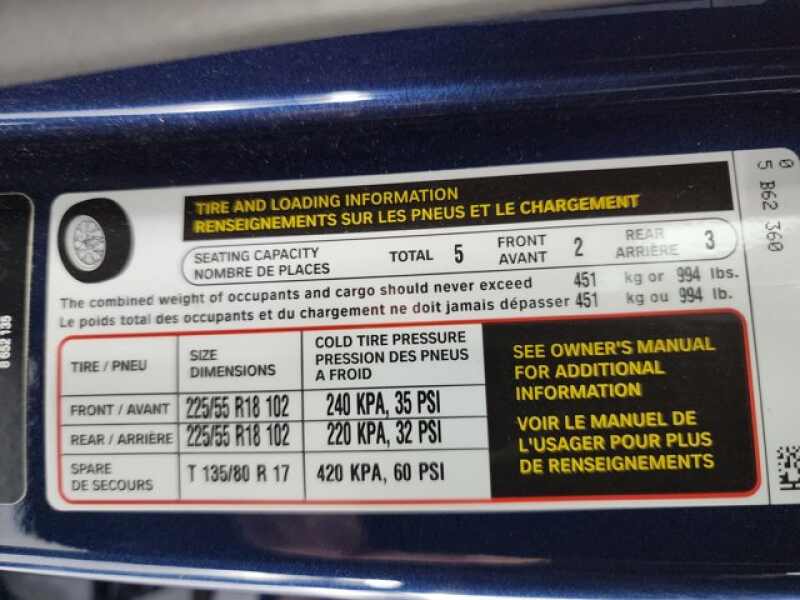 TIRE AND LOADING INFORMATION
RENSEIGNEMENTS SUR LES PNEUS ET LE CHARGEMENT
SEATING CAPACITY
NOMBRE DE PLACES
TOTAL 5
FRONT
AVANT
2
REAR
ARRIÈRE
3
The combined weight of occupants and cargo should never exceed 451 kg or 994 lbs.
Le poids total des occupants et du chargement ne doit jamais dépasser 451 kg ou 994 lb.
TIRE / PNEU
SIZE
DIMENSIONS
COLD TIRE PRESSURE
PRESSION DES PNEUS
A FROID
FRONT / AVANT 225/55 R18 102 240 KPA, 35 PSI
REAR / ARRIÈRE 225/55 R18 102 220 KPA, 32 PSI
SPARE
DE SECOURS
T 135/80 R 17 420 KPA, 60 PSI
SEE OWNER'S MANUAL
FOR ADDITIONAL
INFORMATION
VOIR LE MANUEL DE
L'USAGER POUR PLUS
DE RENSEIGNEMENTS
0
5 B62 360
8 652 135